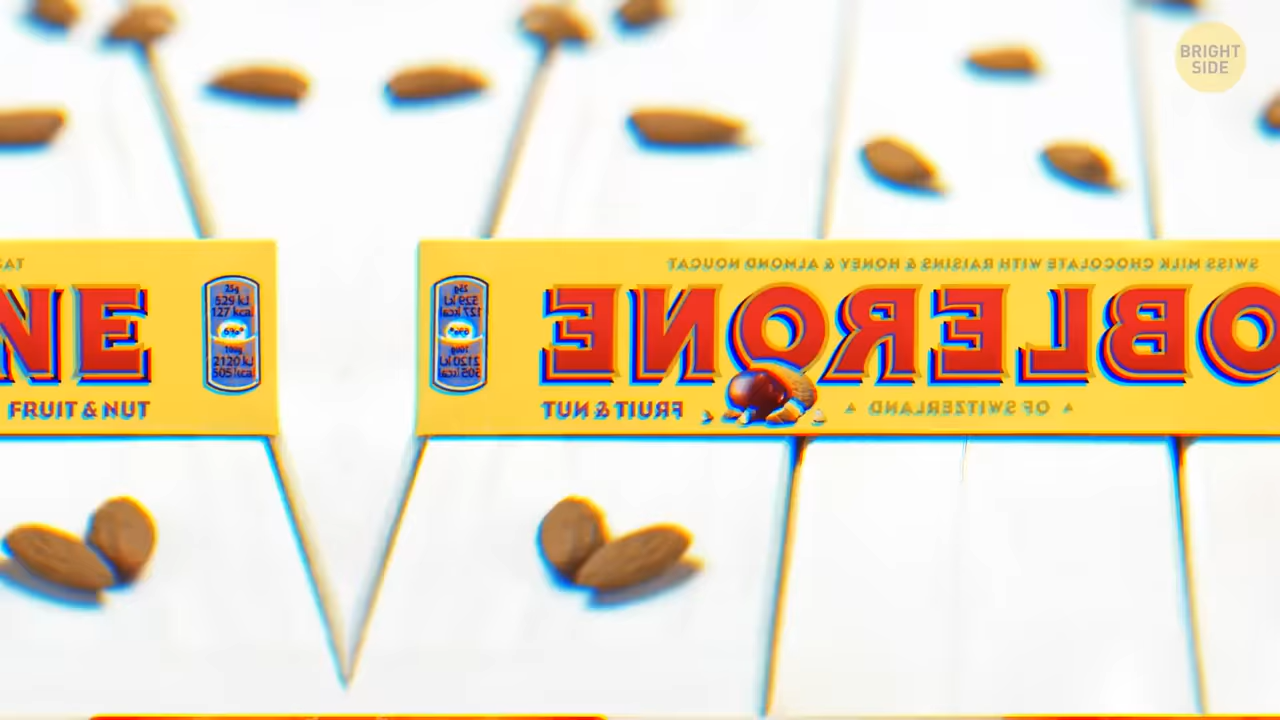 BRIGHT
SIDE
SWISS MILK CHOCOLATE WITH RAISINS & HONEY & ALMOND NOUGAT
NE
OBLERONE
25g
529 kJ
127 kcal
100g
2120 kJ
505 kcal
25g
529 kJ
127 kcal
100g
2120 kJ
505 kcal
FRUIT & NUT
FRUIT & NUT
OF SWITZERLAND